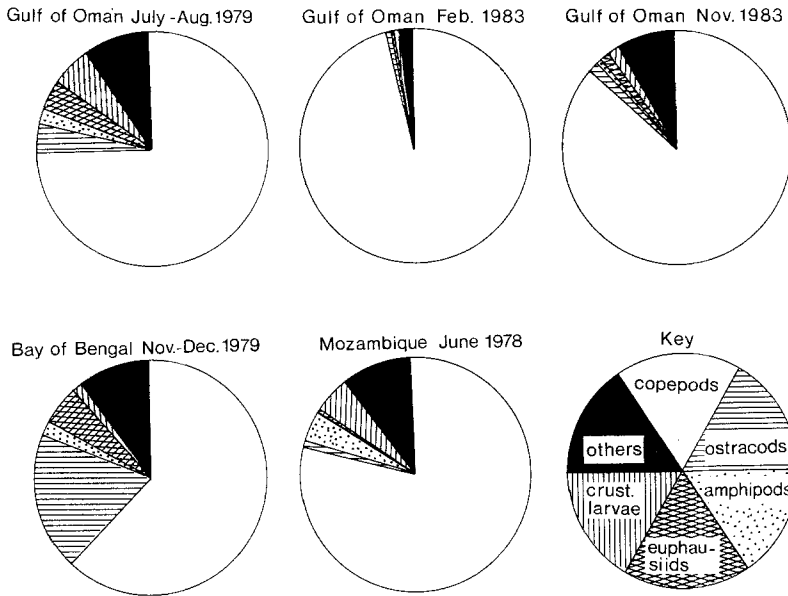 Gulf of Oman July-Aug. 1979
Gulf of Oman Feb. 1983
Gulf of Oman Nov. 1983
Bay of Bengal Nov.-Dec. 1979
Mozambique June 1978
Key
copepods
ostracods
others
amphipods
crust.
larvae
euphau-
siids